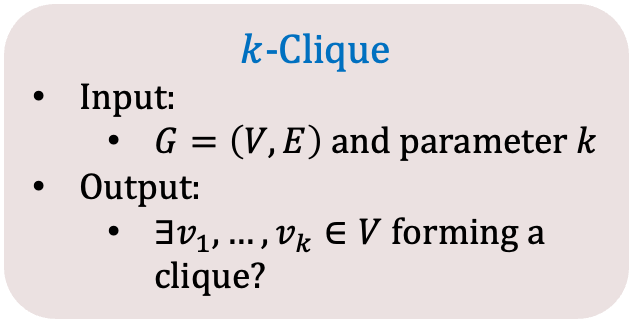 k-Clique
• Input:
• G = (V, E) and parameter k
• Output:
• ∃v₁, … , vₖ ∈ V forming a
clique?